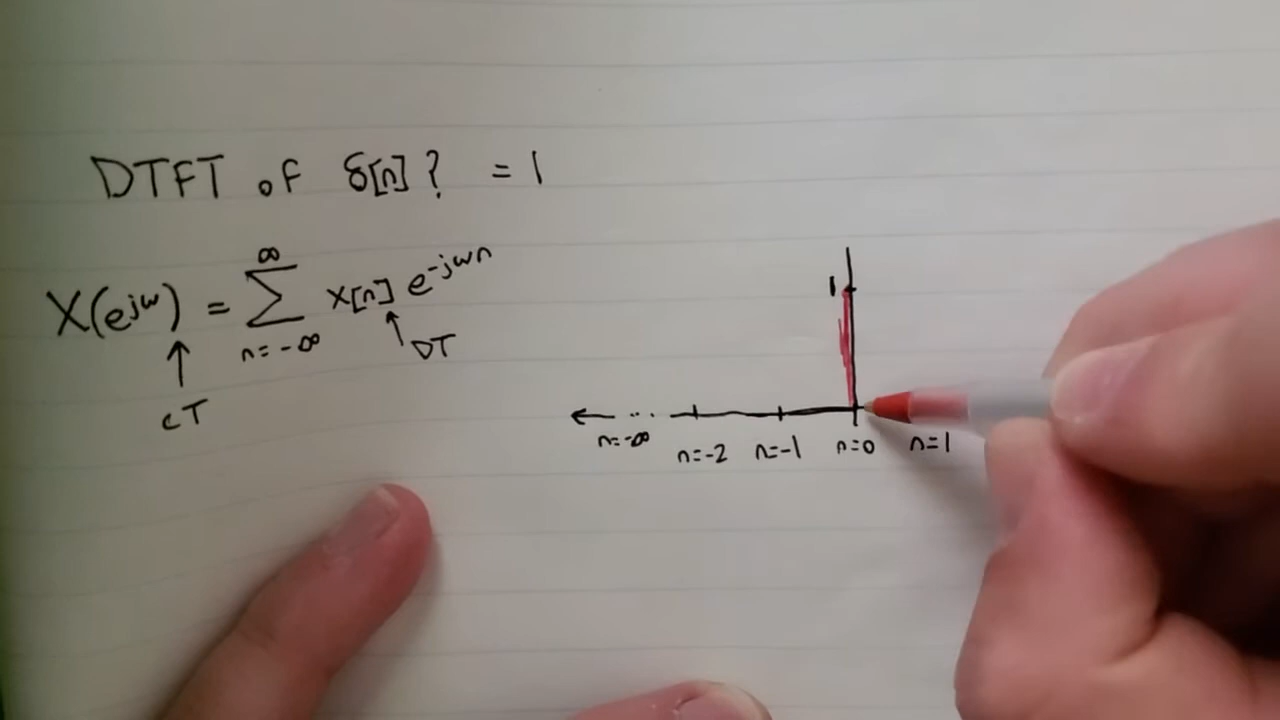 DTFT of δ[n]? = 1
∞
X(e^jω) = Σ x[n] e^-jωn
n=-∞
DT
CT
1
n=-∞ n=-2 n=-1 n=0 n=1